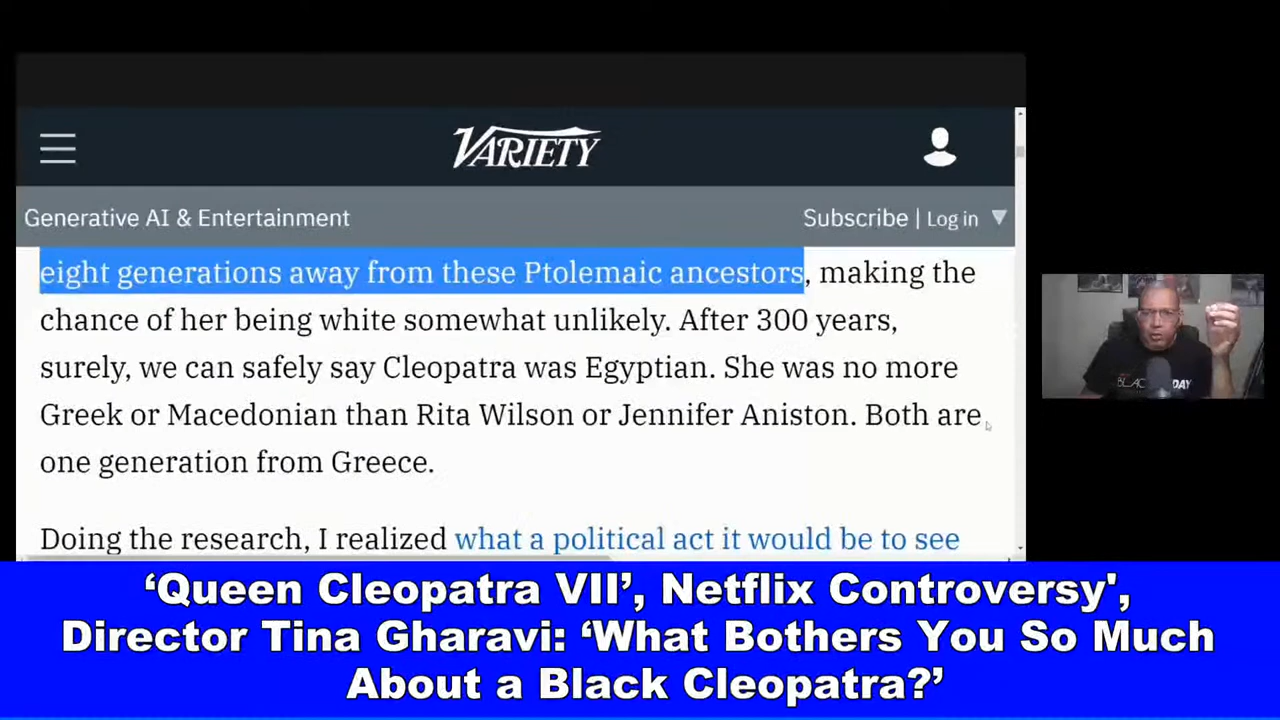 VARIETY
Generative AI & Entertainment
Subscribe | Log in
eight generations away from these Ptolemaic ancestors, making the
chance of her being white somewhat unlikely. After 300 years,
surely, we can safely say Cleopatra was Egyptian. She was no more
Greek or Macedonian than Rita Wilson or Jennifer Aniston. Both are
one generation from Greece.
Doing the research, I realized what a political act it would be to see
‘Queen Cleopatra VII’, Netflix Controversy',
Director Tina Gharavi: ‘What Bothers You So Much
About a Black Cleopatra?’